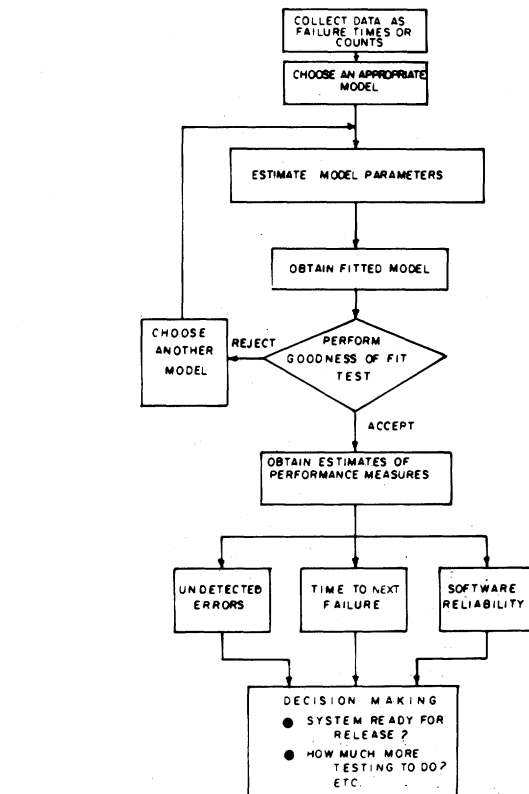 COLLECT DATA AS
FAILURE TIMES OR
COUNTS
CHOOSE AN APPROPRIATE
MODEL
ESTIMATE MODEL PARAMETERS
OBTAIN FITTED MODEL
CHOOSE
ANOTHER
MODEL
REJECT
PERFORM
GOODNESS OF FIT
TEST
ACCEPT
OBTAIN ESTIMATES OF
PERFORMANCE MEASURES
UNDETECTED
ERRORS
TIME TO NEXT
FAILURE
SOFTWARE
RELIABILITY
DECISION MAKING
● SYSTEM READY FOR
RELEASE?
● HOW MUCH MORE
TESTING TO DO?
ETC.